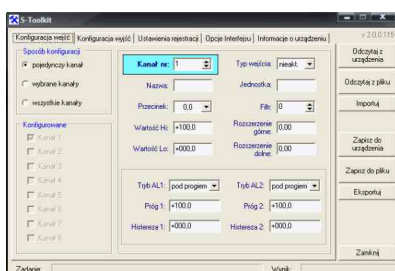 S-Toolkit
Konfiguracja wejść Konfiguracja wyjść Ustawienia rejestracji Opcje Interfejsu Informacje o urządzeniu v 2.0.0.115
Sposób konfiguracji
pojedynczy kanał
wybrane kanały
wszystkie kanały
Konfigurowane
Kanał 1
Kanał 2
Kanał 3
Kanał 4
Kanał 5
Kanał 6
Kanał 7
Kanał 8
Kanał nr: 1 Typ wejścia: nieakt.
Nazwa: Jednostka:
Przecinek: 0,0 Filtr: 0
Wartość Hi: +100,0 Rozszerzenie górne: 0,00
Wartość Lo: +000,0 Rozszerzenie dolne: 0,00
Tryb AL1: pod progiem Tryb AL2: pod progiem
Próg 1: +100,0 Próg 2: +100,0
Histereza 1: +000,0 Histereza 2: +000,0
Odczytaj z urządzenia
Odczytaj z pliku
Importuj
Zapisz do urządzenia
Zapisz do pliku
Eksportuj
Zamknij
Zadanie: Wynik: